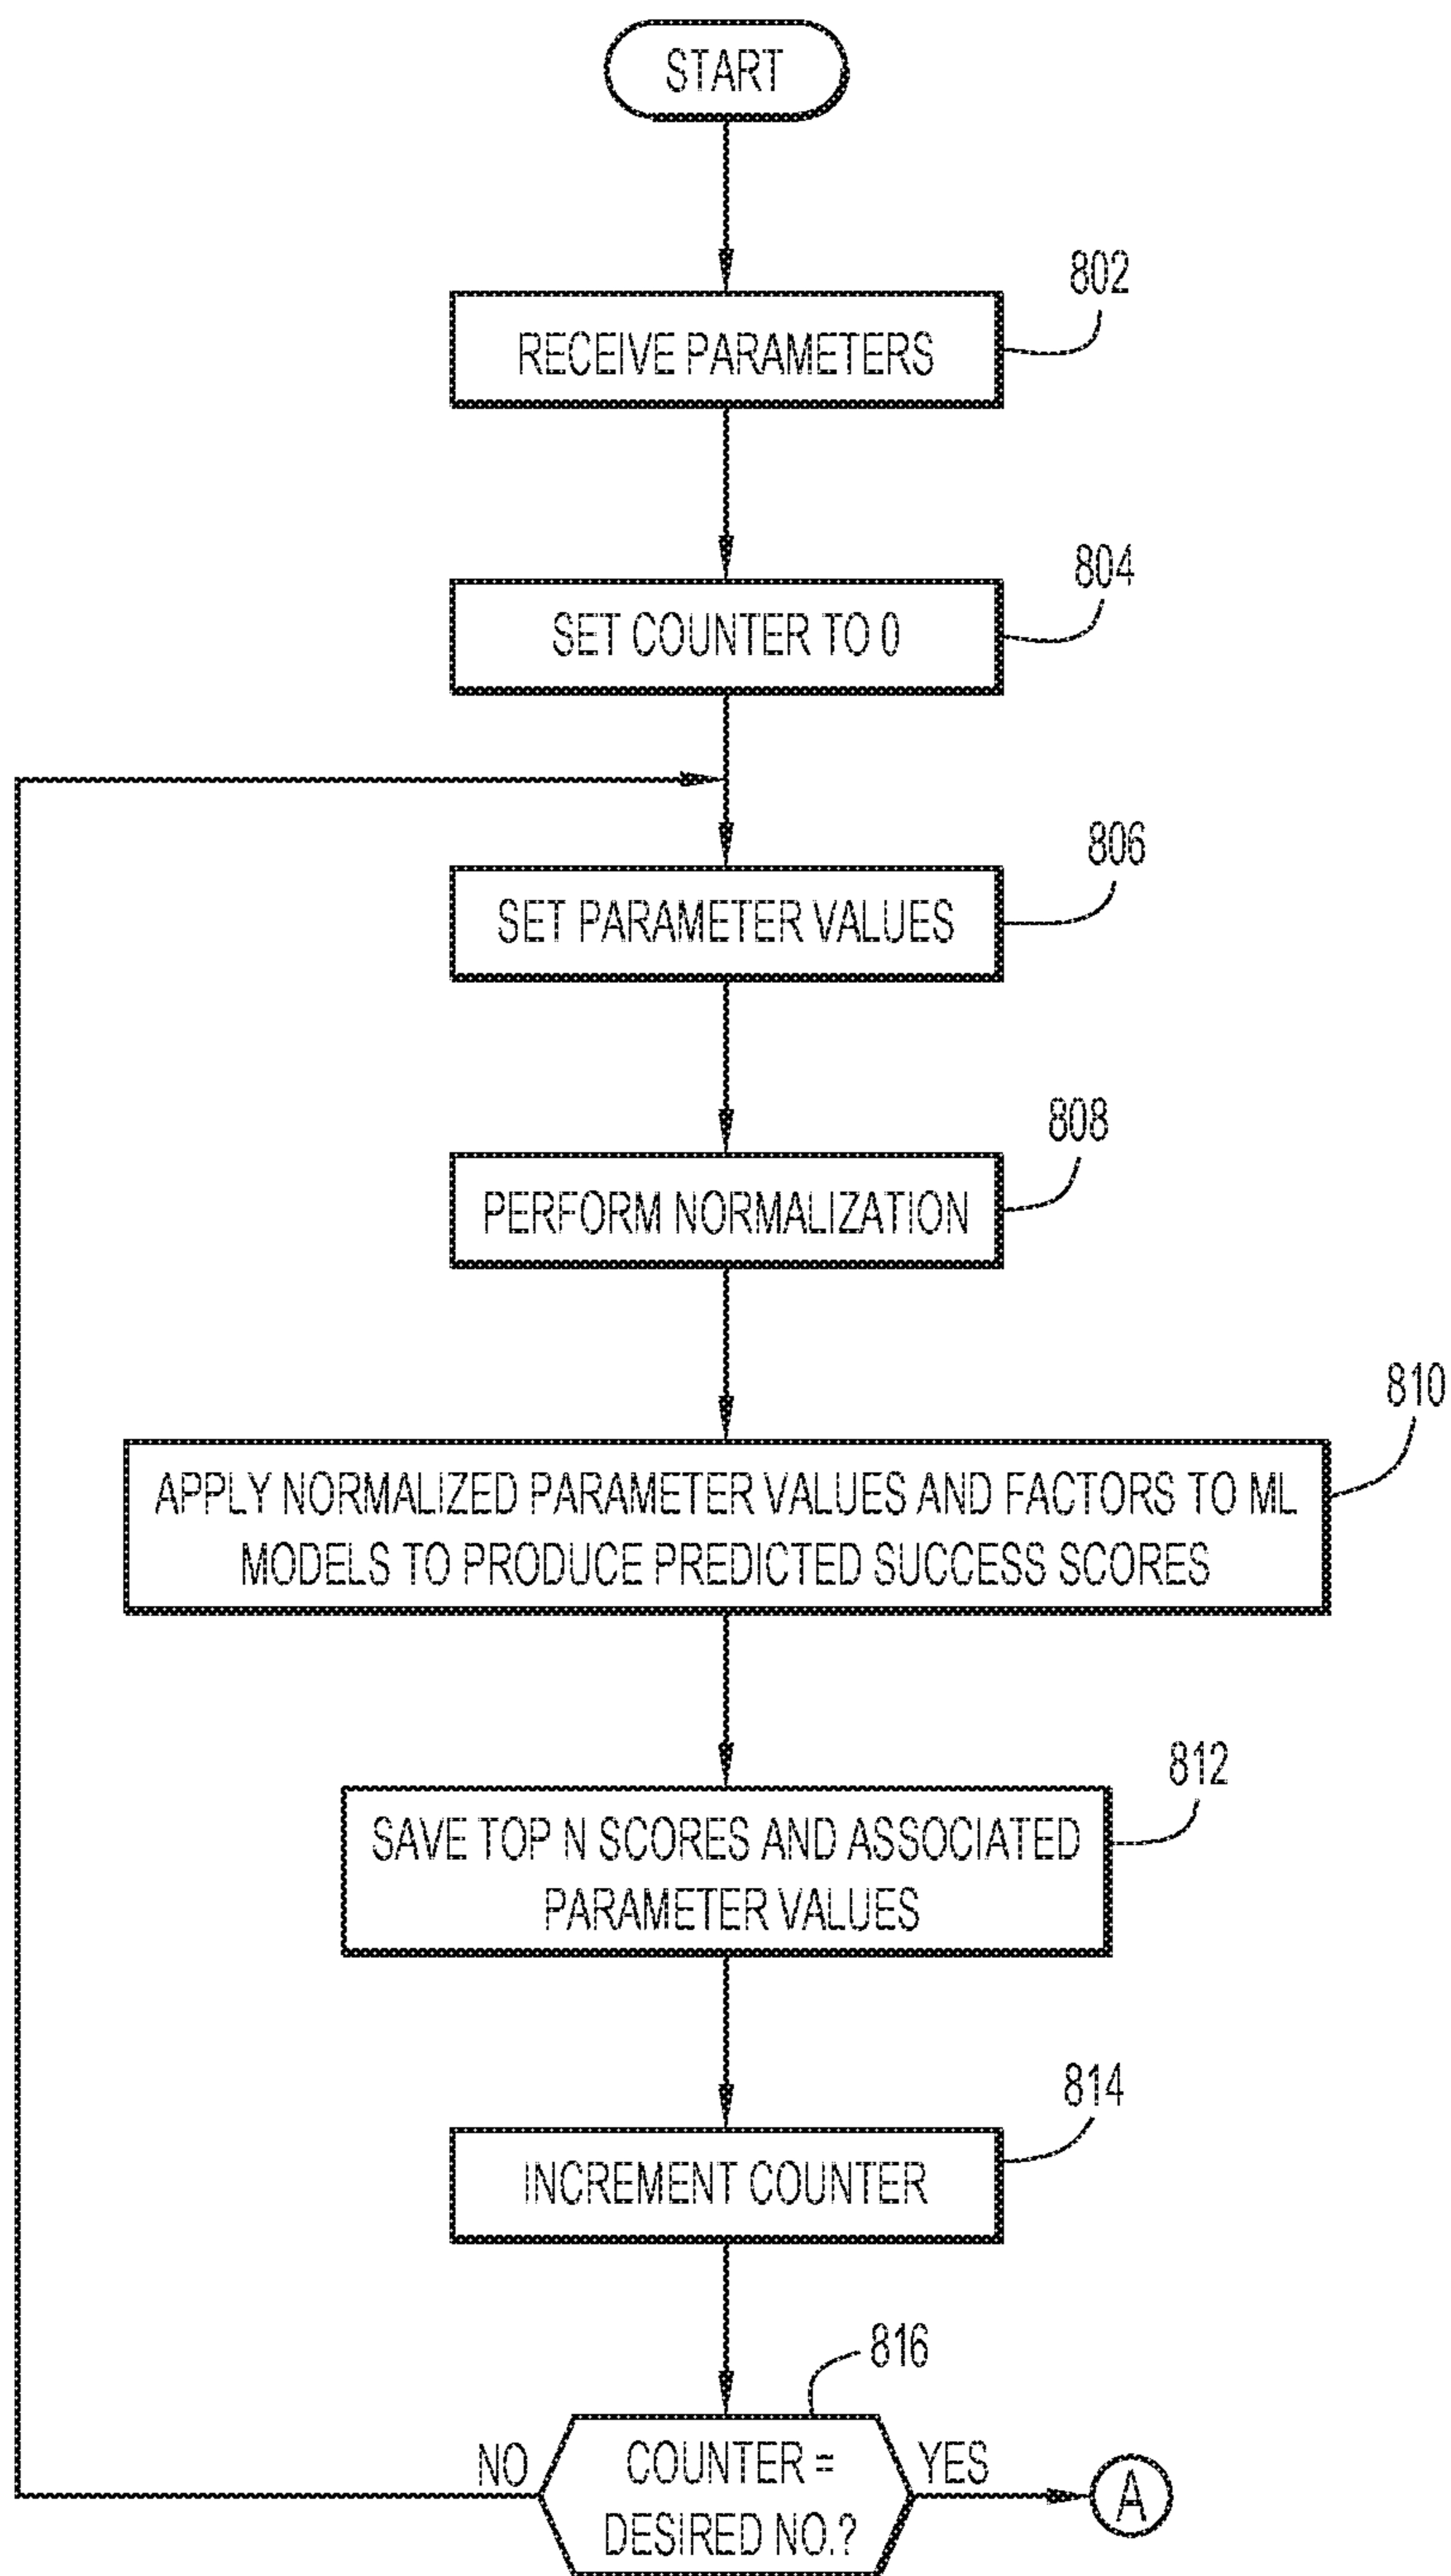 START
802
RECEIVE PARAMETERS
804
SET COUNTER TO 0
806
SET PARAMETER VALUES
808
PERFORM NORMALIZATION
810
APPLY NORMALIZED PARAMETER VALUES AND FACTORS TO ML
MODELS TO PRODUCE PREDICTED SUCCESS SCORES
812
SAVE TOP N SCORES AND ASSOCIATED
PARAMETER VALUES
814
INCREMENT COUNTER
816
NO
COUNTER =
DESIRED NO.?
YES
A